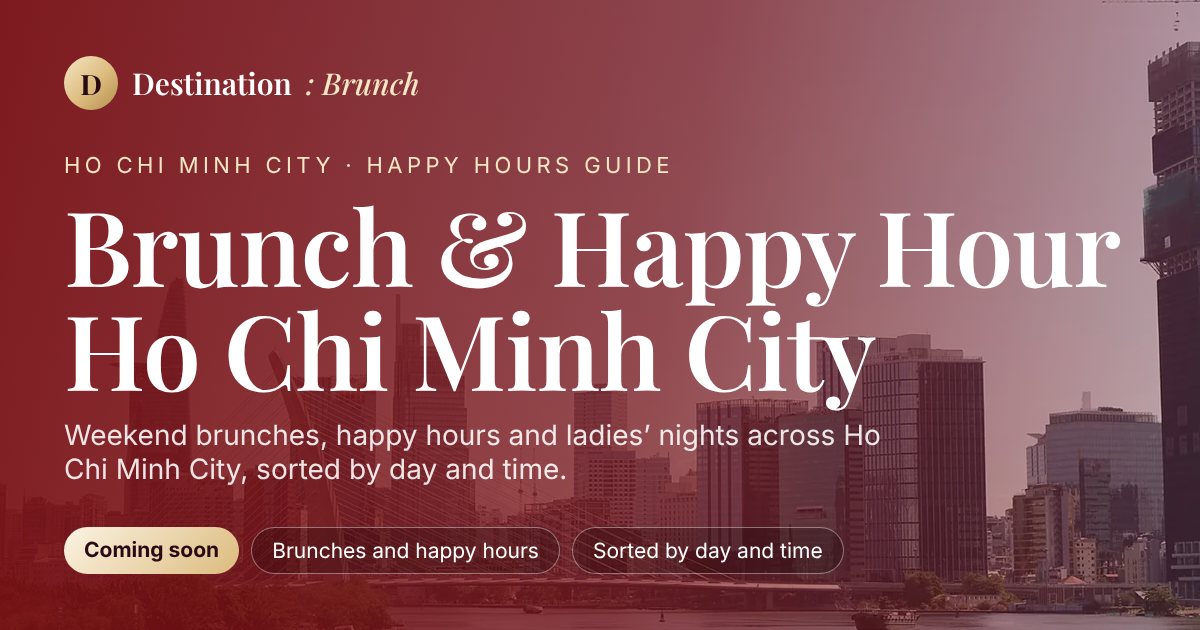 D Destination : Brunch
HO CHI MINH CITY · HAPPY HOURS GUIDE
Brunch & Happy Hour
Ho Chi Minh City
Weekend brunches, happy hours and ladies’ nights across Ho
Chi Minh City, sorted by day and time.
Coming soon Brunches and happy hours Sorted by day and time